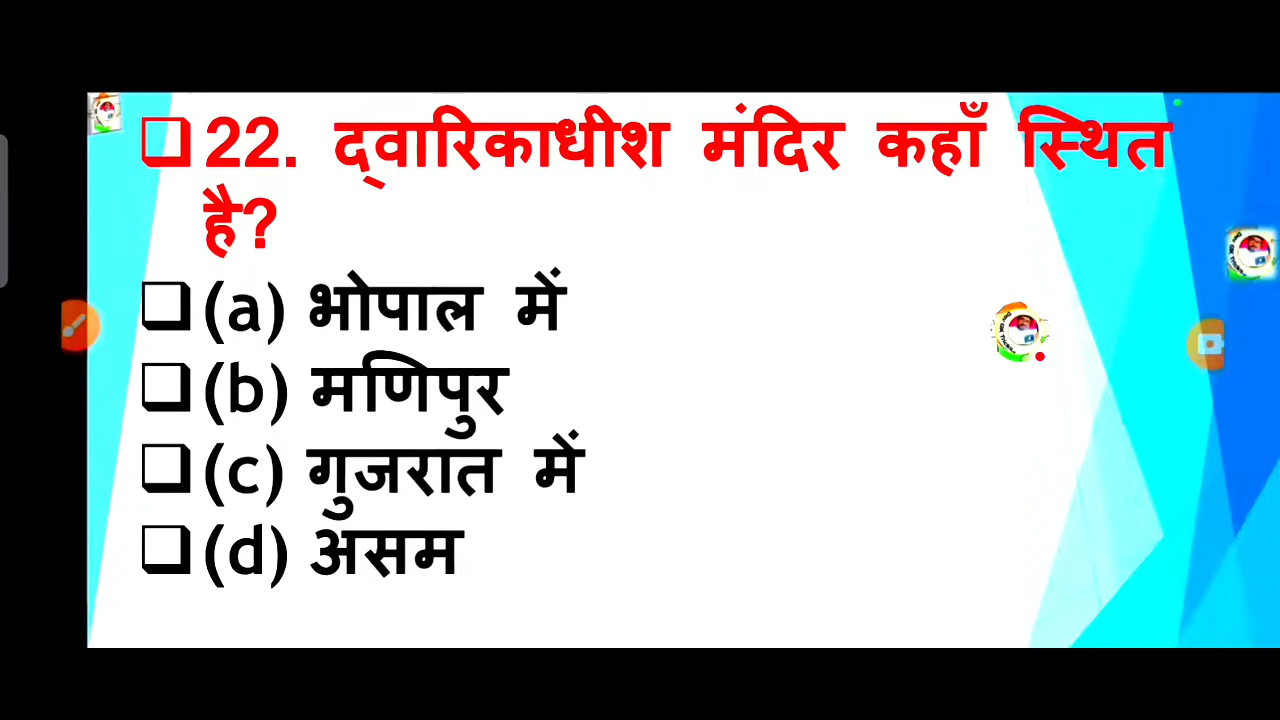 ❑22. द्वारिकाधीश मंदिर कहाँ स्थित
है?
❑(a) भोपाल में
❑(b) मणिपुर
❑(c) गुजरात में
❑(d) असम